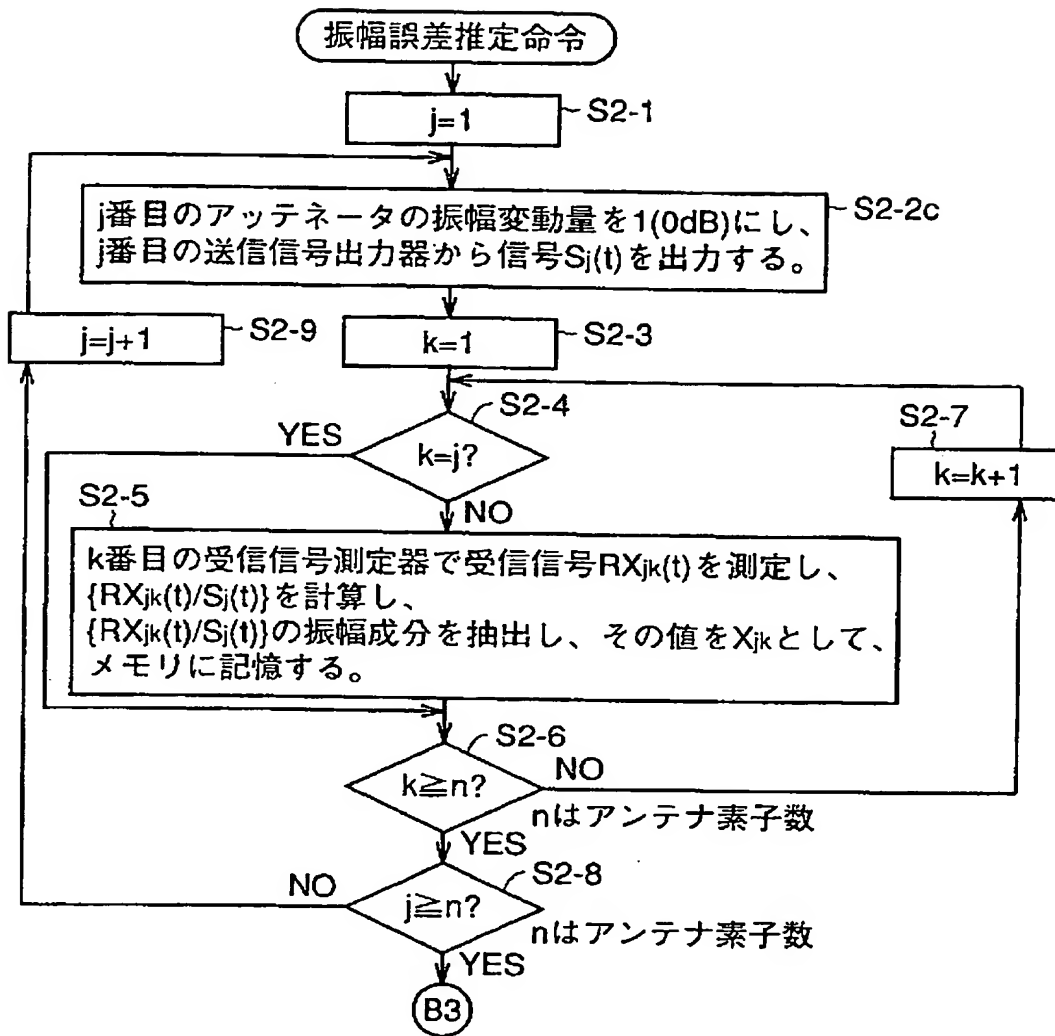 振幅誤差推定命令
j=1
S2-1
j番目のアッテネータの振幅変動量を1(0dB)にし、
j番目の送信信号出力器から信号Sj(t)を出力する。
S2-2c
j=j+1
S2-9
k=1
S2-3
S2-4
YES
k=j?
NO
S2-7
k=k+1
S2-5
k番目の受信信号測定器で受信信号RXjk(t)を測定し、
{RXjk(t)/Sj(t)}を計算し、
{RXjk(t)/Sj(t)}の振幅成分を抽出し、その値をXjkとして、
メモリに記憶する。
S2-6
k≧n?
NO
nはアンテナ素子数
YES
S2-8
NO
j≧n?
nはアンテナ素子数
YES
B3